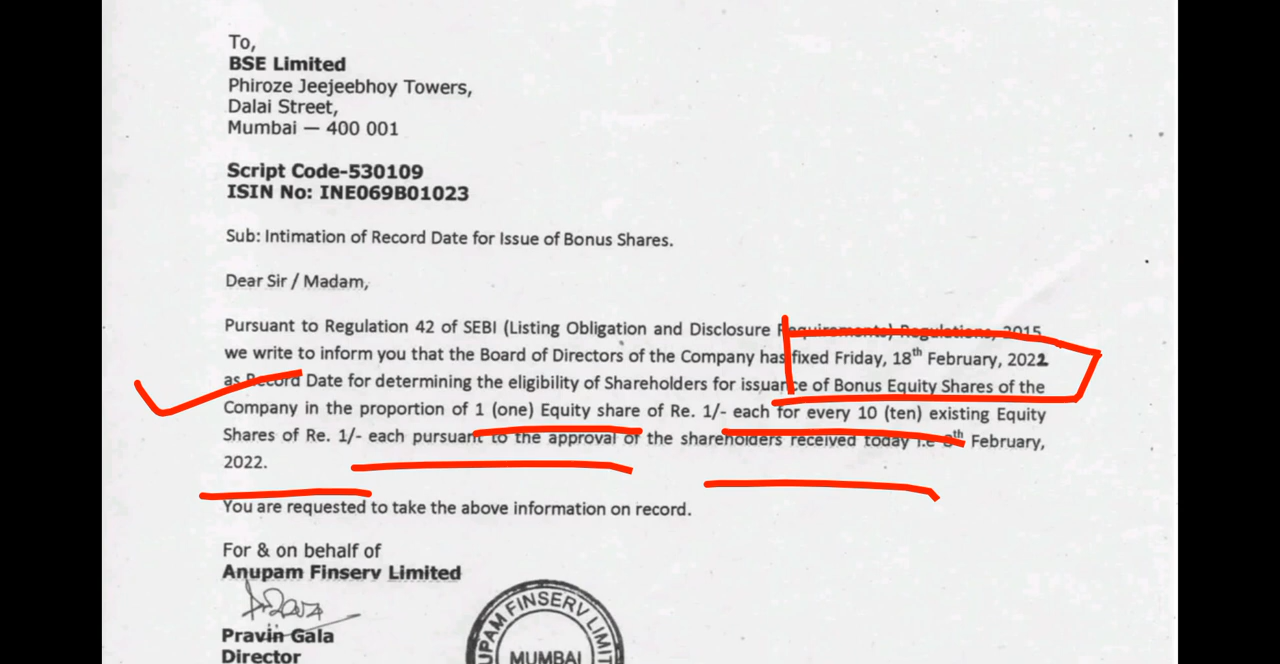 To,
BSE Limited
Phiroze Jeejeebhoy Towers,
Dalai Street,
Mumbai — 400 001
Script Code-530109
ISIN No: INE069B01023
Sub: Intimation of Record Date for Issue of Bonus Shares.
Dear Sir / Madam,
Pursuant to Regulation 42 of SEBI (Listing Obligation and Disclosure Requirements) Regulations, 2015
we write to inform you that the Board of Directors of the Company has fixed Friday, 18th February, 2022
as Record Date for determining the eligibility of Shareholders for issuance of Bonus Equity Shares of the
Company in the proportion of 1 (one) Equity share of Re. 1/- each for every 10 (ten) existing Equity
Shares of Re. 1/- each pursuant to the approval of the shareholders received today i.e February,
2022.
You are requested to take the above information on record.
For & on behalf of
Anupam Finserv Limited
Pravin Gala
Director
UPAM FINSERV LIMIT
MUMBAI